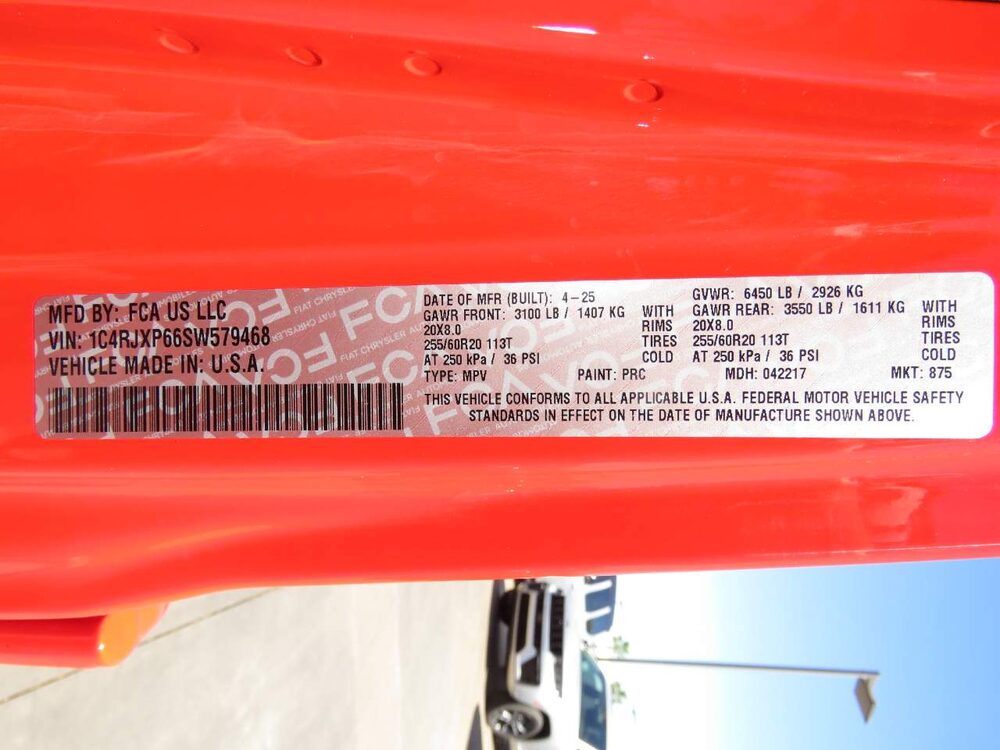 MFD BY: FCA US LLC
VIN: 1C4RJXP66SW579468
VEHICLE MADE IN: U.S.A.
DATE OF MFR (BUILT): 4-25
GAWR FRONT: 3100 LB / 1407 KG WITH
20X8.0 RIMS
255/60R20 113T TIRES
AT 250 kPa / 36 PSI COLD
GVWR: 6450 LB / 2926 KG
GAWR REAR: 3550 LB / 1611 KG WITH
20X8.0 RIMS
255/60R20 113T TIRES
AT 250 kPa / 36 PSI COLD
TYPE: MPV PAINT: PRC MDH: 042217 MKT: 875
THIS VEHICLE CONFORMS TO ALL APPLICABLE U.S.A. FEDERAL MOTOR VEHICLE SAFETY
STANDARDS IN EFFECT ON THE DATE OF MANUFACTURE SHOWN ABOVE.